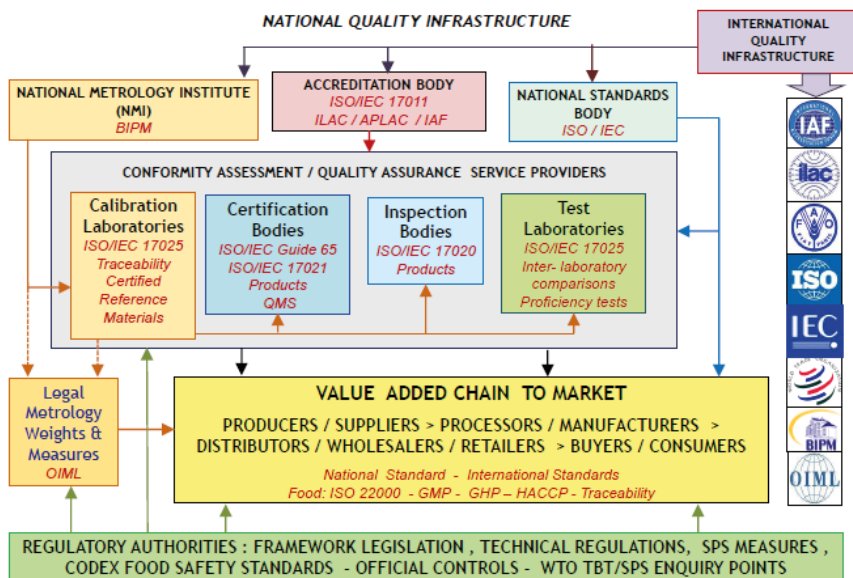 NATIONAL QUALITY INFRASTRUCTURE
INTERNATIONAL
QUALITY
INFRASTRUCTURE
NATIONAL METROLOGY INSTITUTE
(NMI)
BIPM
ACCREDITATION BODY
ISO/IEC 17011
ILAC / APLAC / IAF
NATIONAL STANDARDS
BODY
ISO / IEC
CONFORMITY ASSESSMENT / QUALITY ASSURANCE SERVICE PROVIDERS
Calibration
Laboratories
ISO/IEC 17025
Traceability
Certified
Reference
Materials
Certification
Bodies
ISO/IEC Guide 65
ISO/IEC 17021
Products
QMS
Inspection
Bodies
ISO/IEC 17020
Products
Test
Laboratories
ISO/IEC 17025
Inter- laboratory
comparisons
Proficiency tests
Legal
Metrology
Weights &
Measures
OIML
VALUE ADDED CHAIN TO MARKET
PRODUCERS / SUPPLIERS > PROCESSORS / MANUFACTURERS >
DISTRIBUTORS / WHOLESALERS / RETAILERS > BUYERS / CONSUMERS
National Standard - International Standards
Food: ISO 22000 - GMP - GHP – HACCP - Traceability
REGULATORY AUTHORITIES : FRAMEWORK LEGISLATION , TECHNICAL REGULATIONS, SPS MEASURES ,
CODEX FOOD SAFETY STANDARDS - OFFICIAL CONTROLS - WTO TBT/SPS ENQUIRY POINTS
IAF
ilac
FAO
FIAT PANIS
ISO
IEC
WORLD TRADE ORGANIZATION
BIPM
OIML